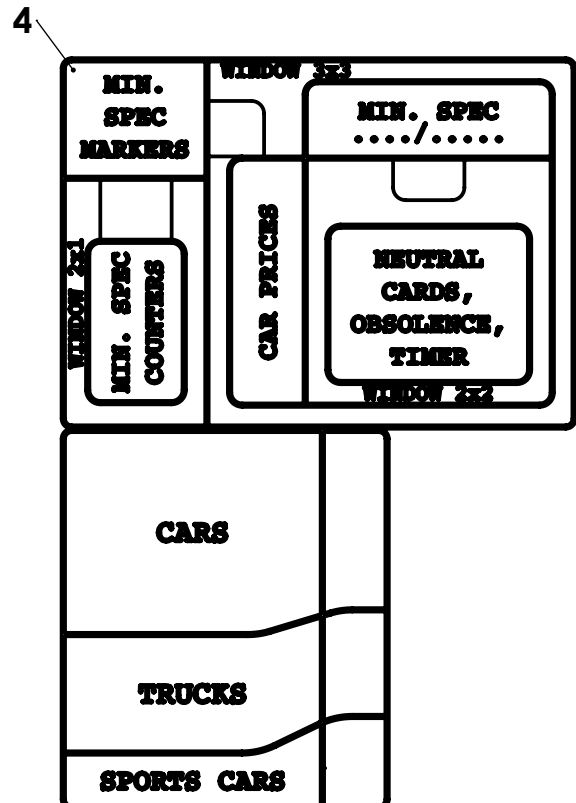 4
WINDOW 3x3
MIN.
SPEC
MARKERS
MIN. SPEC
..../.....
WINDOW 2x1
MIN. SPEC
COUNTERS
CAR PRICES
NEUTRAL
CARDS,
OBSOLENCE,
TIMER
WINDOW 2x2
CARS
TRUCKS
SPORTS CARS